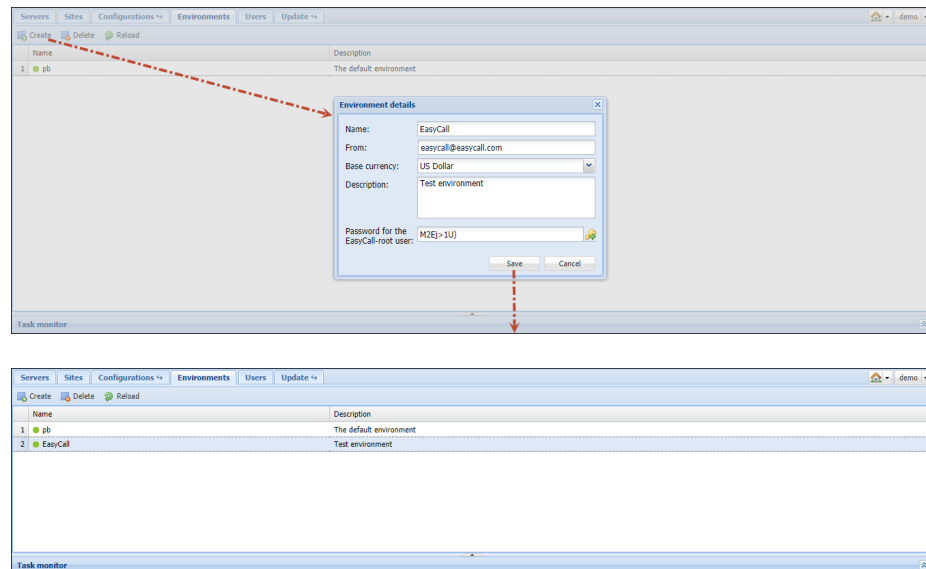 Servers Sites Configurations ↪ Environments Users Update ↪ demo
Create Delete Reload
Name Description
1 pb The default environment
Environment details
Name: EasyCall
From: easycall@easycall.com
Base currency: US Dollar
Description: Test environment
Password for the
EasyCall-root user: M2Ej>1U)
Save Cancel
Task monitor
Servers Sites Configurations ↪ Environments Users Update ↪ demo
Create Delete Reload
Name Description
1 pb The default environment
2 EasyCall Test environment
Task monitor